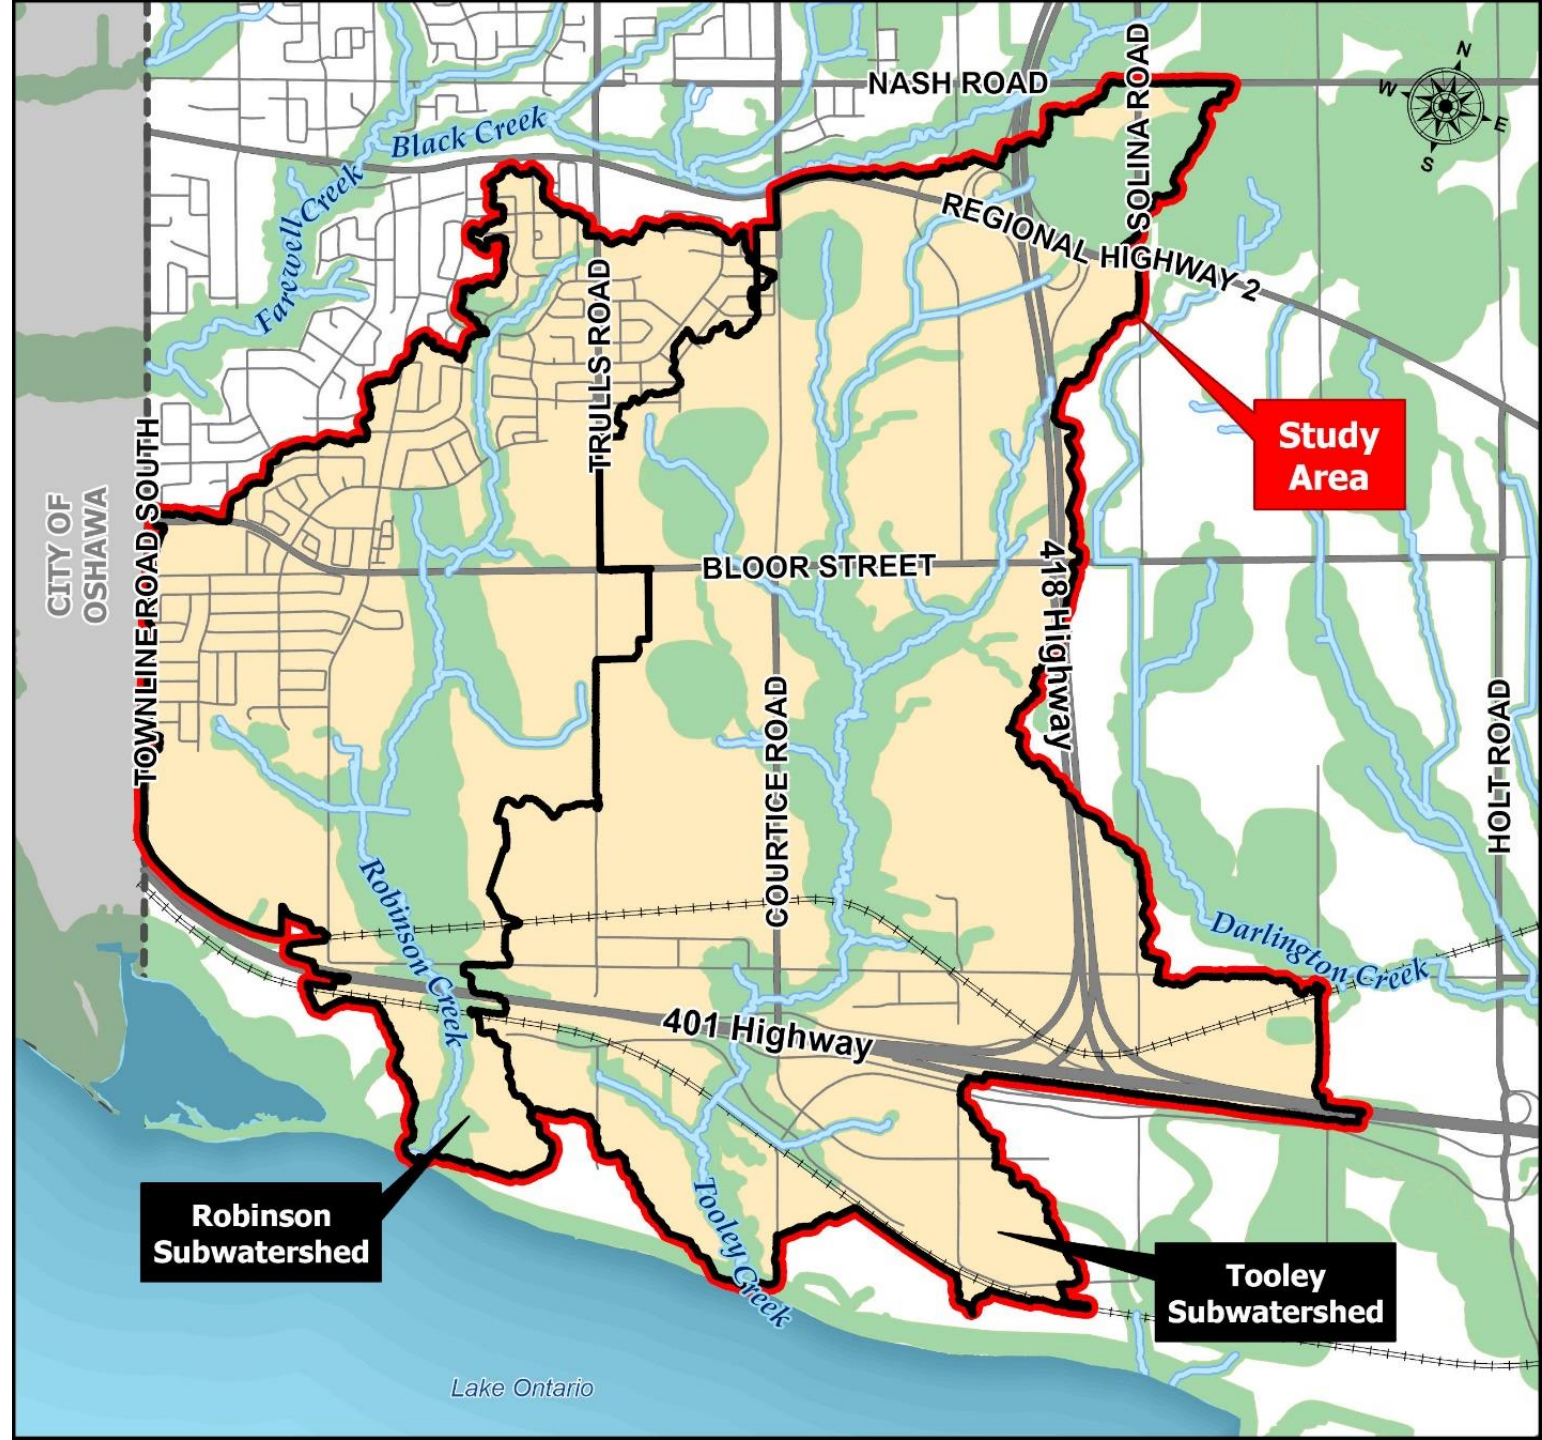 N
W
E
S
NASH ROAD
SOLINA ROAD
Black Creek
Farewell Creek
REGIONAL HIGHWAY 2
TRULLS ROAD
Study
Area
CITY OF
OSHAWA
TOWNLINE ROAD SOUTH
BLOOR STREET
418 Highway
COURTICE ROAD
HOLT ROAD
Robinson Creek
Darlington Creek
401 Highway
Robinson
Subwatershed
Tooley Creek
Tooley
Subwatershed
Lake Ontario